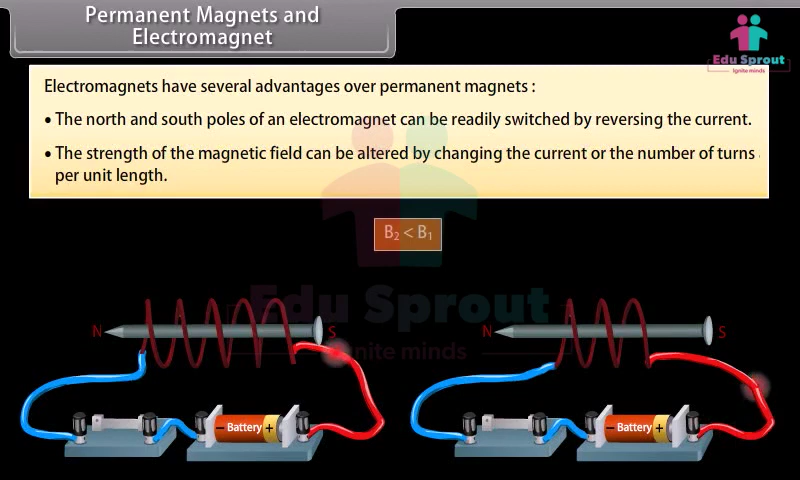 Permanent Magnets and
Electromagnet
Edu Sprout
Ignite minds
Electromagnets have several advantages over permanent magnets :
• The north and south poles of an electromagnet can be readily switched by reversing the current.
• The strength of the magnetic field can be altered by changing the current or the number of turns
per unit length.
B₂ < B₁
Edu Sprout
Ignite minds
N S N S
− Battery + − Battery +